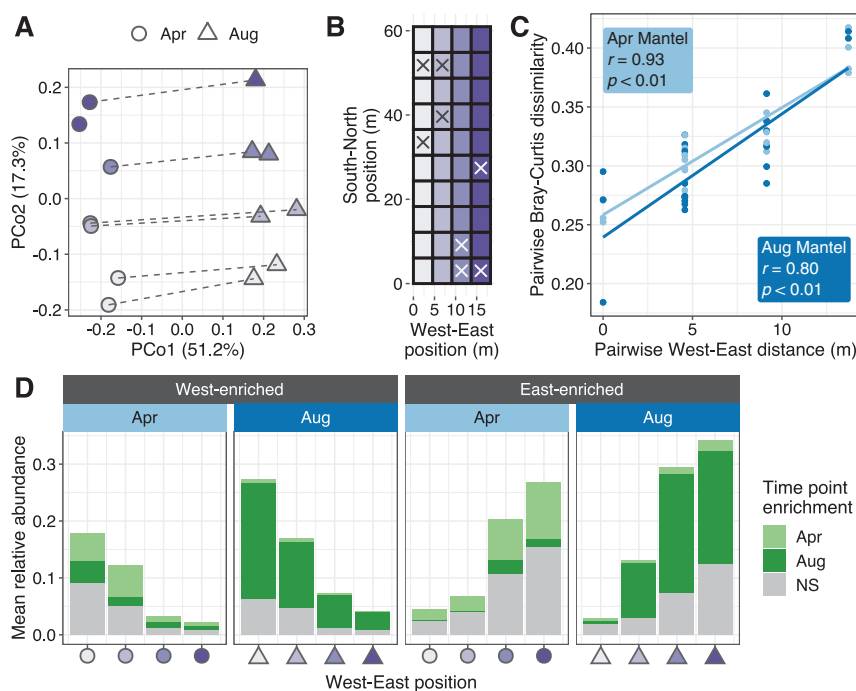 A
Apr
Aug
PCo2 (17.3%)
0.2
0.1
0.0
-0.1
-0.2
-0.2
-0.1
0.0
0.1
0.2
0.3
PCo1 (51.2%)
B
South-North
position (m)
60
40
20
0
0
5
10
15
West-East
position (m)
C
Pairwise Bray-Curtis dissimilarity
0.40
0.35
0.30
0.25
0.20
Apr Mantel
r = 0.93
p < 0.01
Aug Mantel
r = 0.80
p < 0.01
0
5
10
Pairwise West-East distance (m)
D
West-enriched
East-enriched
Apr
Aug
Apr
Aug
Mean relative abundance
0.3
0.2
0.1
0.0
West-East position
Time point
enrichment
Apr
Aug
NS